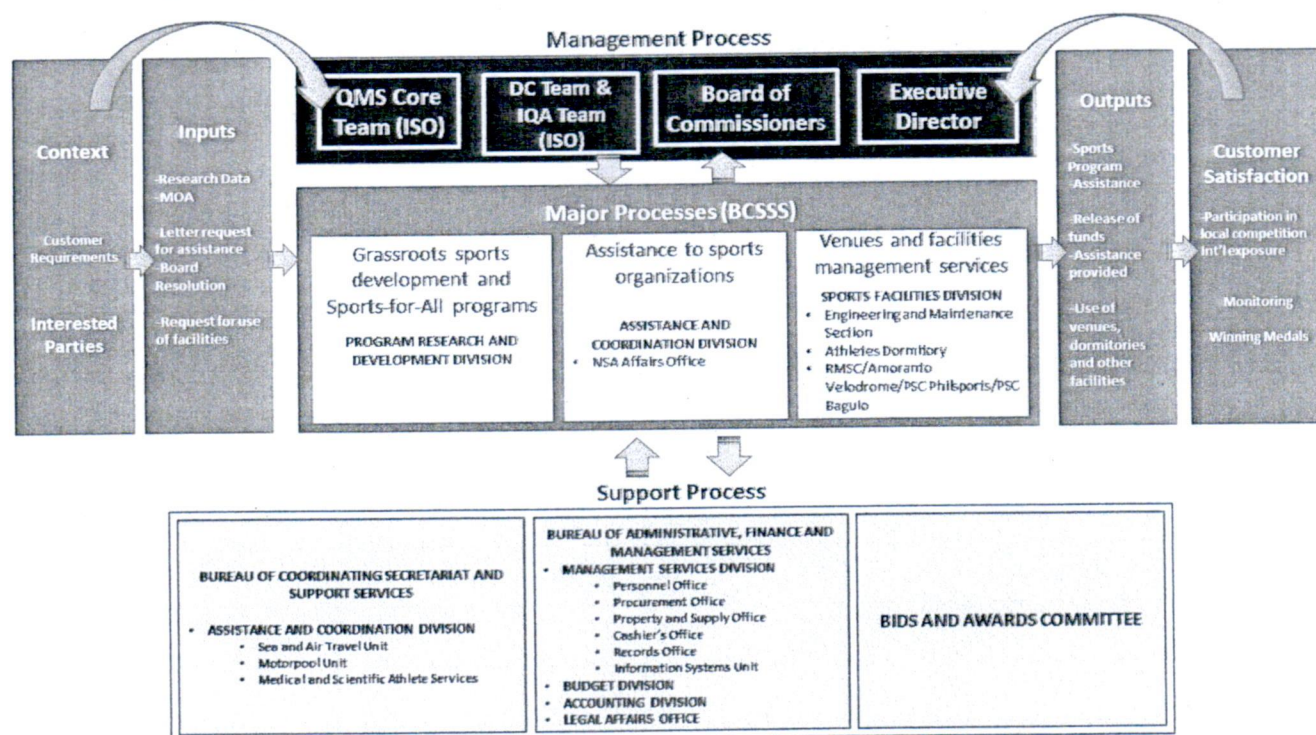 Management Process
QMS Core
Team (ISO)
DC Team &
IQA Team
(ISO)
Board of
Commissioners
Executive
Director
Context
Customer
Requirements
Interested
Parties
Inputs
-Research Data
-MOA
-Letter request
for assistance
-Board
Resolution
-Request for use
of facilities
Major Processes (BCSSS)
Grassroots sports
development and
Sports-for-All programs
PROGRAM RESEARCH AND
DEVELOPMENT DIVISION
Assistance to sports
organizations
ASSISTANCE AND
COORDINATION DIVISION
• NSA Affairs Office
Venues and facilities
management services
SPORTS FACILITIES DIVISION
• Engineering and Maintenance
Section
• Athletes Dormitory
• RMSC/Amoranto
Velodrome/PSC Philsports/PSC
Baguio
Outputs
-Sports
Program
-Assistance
-Release of
funds
-Assistance
provided
-Use of
venues,
dormitories
and other
facilities
Customer
Satisfaction
-Participation in
local competition
Int'l exposure
Monitoring
Winning Medals
Support Process
BUREAU OF COORDINATING SECRETARIAT AND
SUPPORT SERVICES
• ASSISTANCE AND COORDINATION DIVISION
• Sea and Air Travel Unit
• Motorpool Unit
• Medical and Scientific Athlete Services
BUREAU OF ADMINISTRATIVE, FINANCE AND
MANAGEMENT SERVICES
• MANAGEMENT SERVICES DIVISION
• Personnel Office
• Procurement Office
• Property and Supply Office
• Cashier's Office
• Records Office
• Information Systems Unit
• BUDGET DIVISION
• ACCOUNTING DIVISION
• LEGAL AFFAIRS OFFICE
BIDS AND AWARDS COMMITTEE